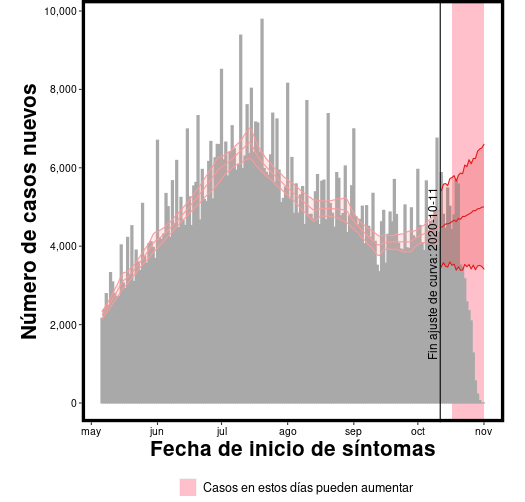 Número de casos nuevos
10,000
8,000
6,000
4,000
2,000
0
Fin ajuste de curva: 2020-10-11
may jun jul ago sep oct nov
Fecha de inicio de síntomas
Casos en estos días pueden aumentar